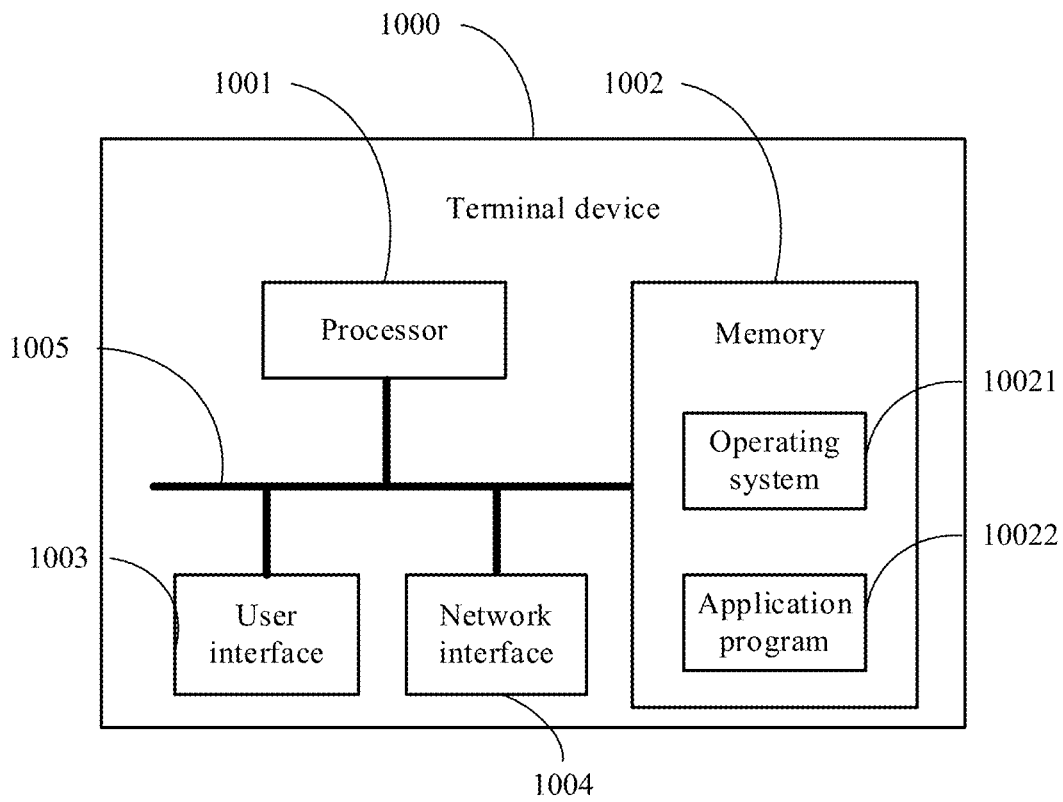 1000
1001
1002
Terminal device
Processor
Memory
1005
10021
Operating
system
10022
1003
User
interface
Network
interface
Application
program
1004